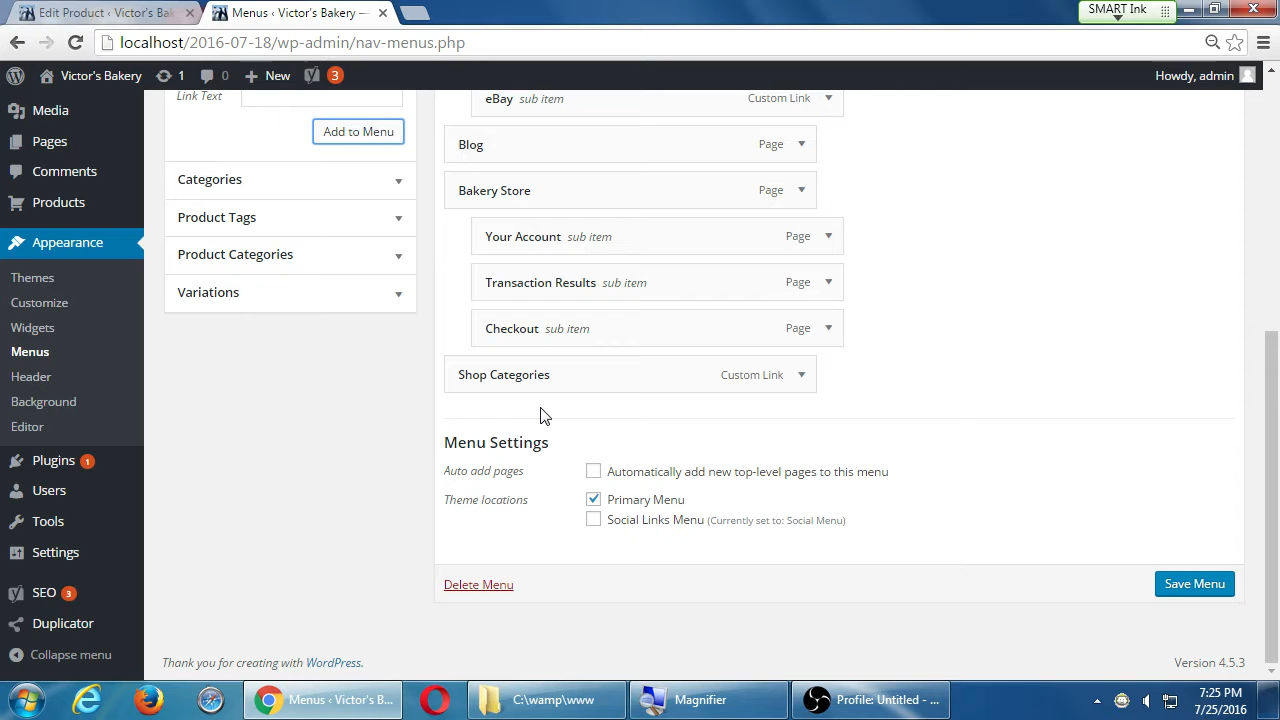 Edit Product ‹ Victor's Bak
Menus ‹ Victor's Bakery —
SMART Ink
localhost/2016-07-18/wp-admin/nav-menus.php
Victor's Bakery
1
0
New
3
Howdy, admin
Media
Pages
Comments
Products
Appearance
Themes
Customize
Widgets
Menus
Header
Background
Editor
Plugins 1
Users
Tools
Settings
SEO 3
Duplicator
Collapse menu
Link Text
Add to Menu
Categories
Product Tags
Product Categories
Variations
eBay sub item Custom Link
Blog Page
Bakery Store Page
Your Account sub item Page
Transaction Results sub item Page
Checkout sub item Page
Shop Categories Custom Link
Menu Settings
Auto add pages Automatically add new top-level pages to this menu
Theme locations Primary Menu
Social Links Menu (Currently set to: Social Menu)
Delete Menu
Save Menu
Thank you for creating with WordPress.
Version 4.5.3
Menus ‹ Victor's B...
C:\wamp\www
Magnifier
Profile: Untitled - ...
7:25 PM
7/25/2016